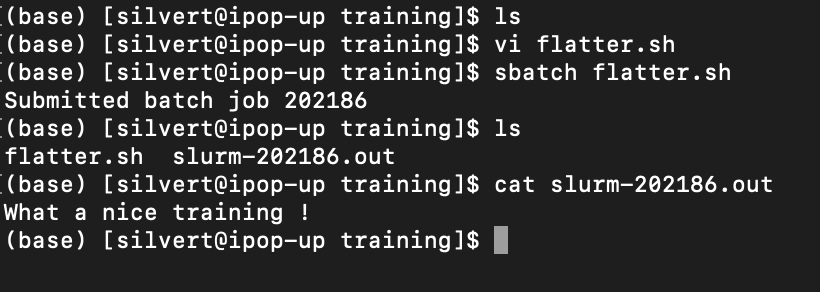 (base) [silvert@ipop-up training]$ ls
(base) [silvert@ipop-up training]$ vi flatter.sh
(base) [silvert@ipop-up training]$ sbatch flatter.sh
Submitted batch job 202186
(base) [silvert@ipop-up training]$ ls
flatter.sh  slurm-202186.out
(base) [silvert@ipop-up training]$ cat slurm-202186.out
What a nice training !
(base) [silvert@ipop-up training]$